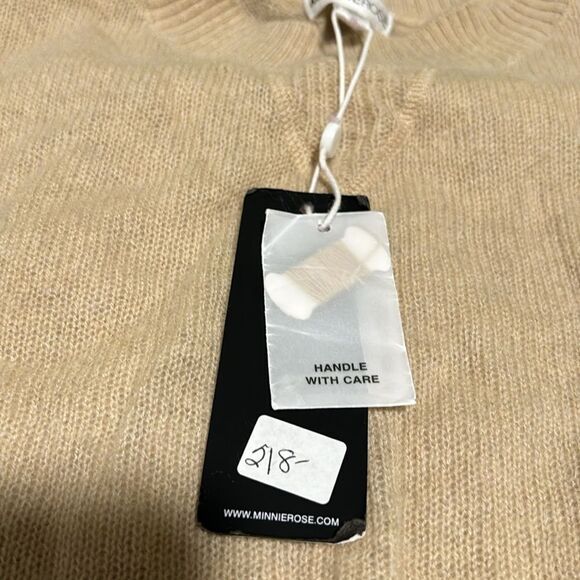 HANDLE
WITH CARE
218-
WWW.MINNIEROSE.COM